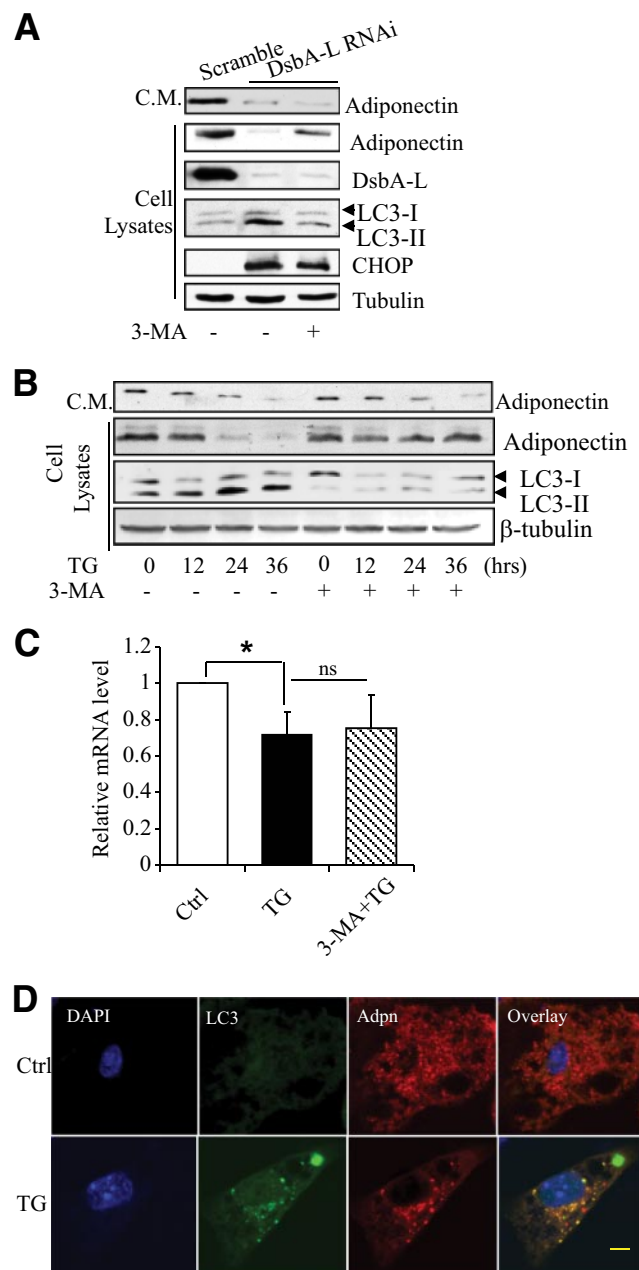 A
Scramble DsbA-L RNAi
C.M. Adiponectin
Adiponectin
DsbA-L
Cell
Lysates
LC3-I
LC3-II
CHOP
Tubulin
3-MA - - +
B
C.M. Adiponectin
Cell
Lysates
Adiponectin
LC3-I
LC3-II
β-tubulin
TG 0 12 24 36 0 12 24 36 (hrs)
3-MA - - - - + + + +
C
Relative mRNA level
1.2
1
0.8
0.6
0.4
0.2
0
* ns
Ctrl TG 3-MA+TG
D
DAPI LC3 Adpn Overlay
Ctrl
TG